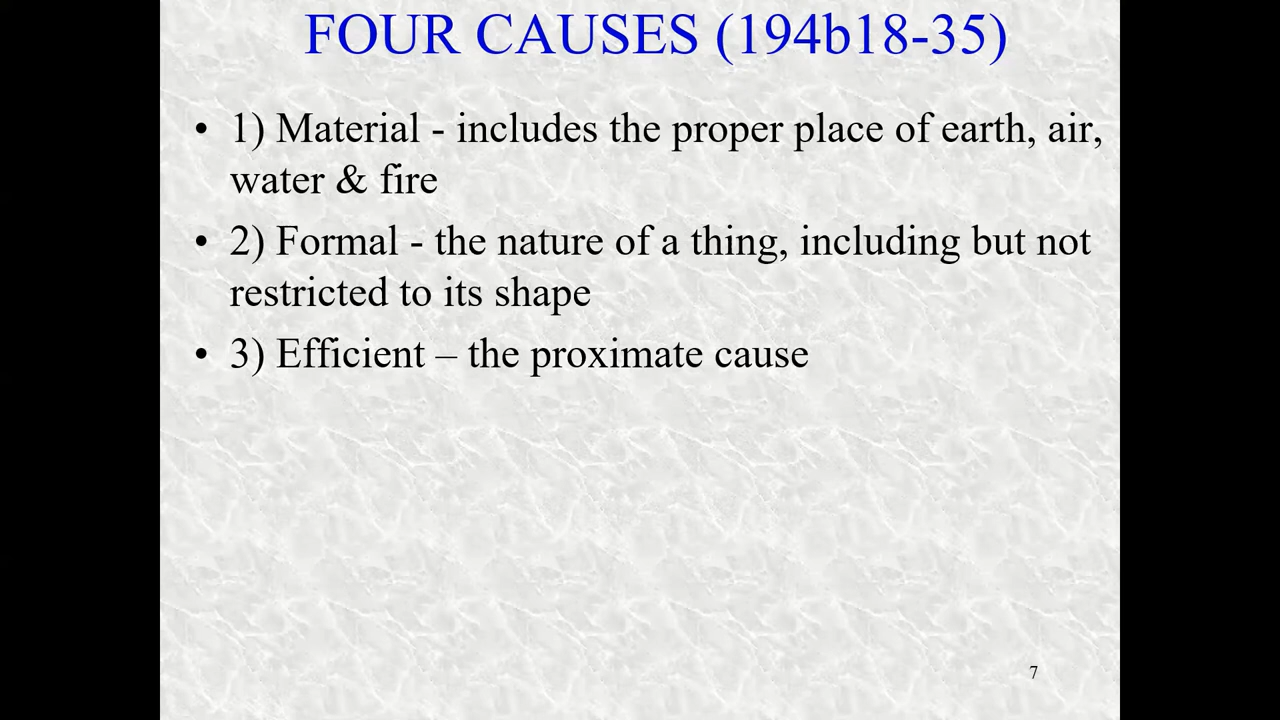 FOUR CAUSES (194b18-35)
• 1) Material - includes the proper place of earth, air,
water & fire
• 2) Formal - the nature of a thing, including but not
restricted to its shape
• 3) Efficient – the proximate cause
7